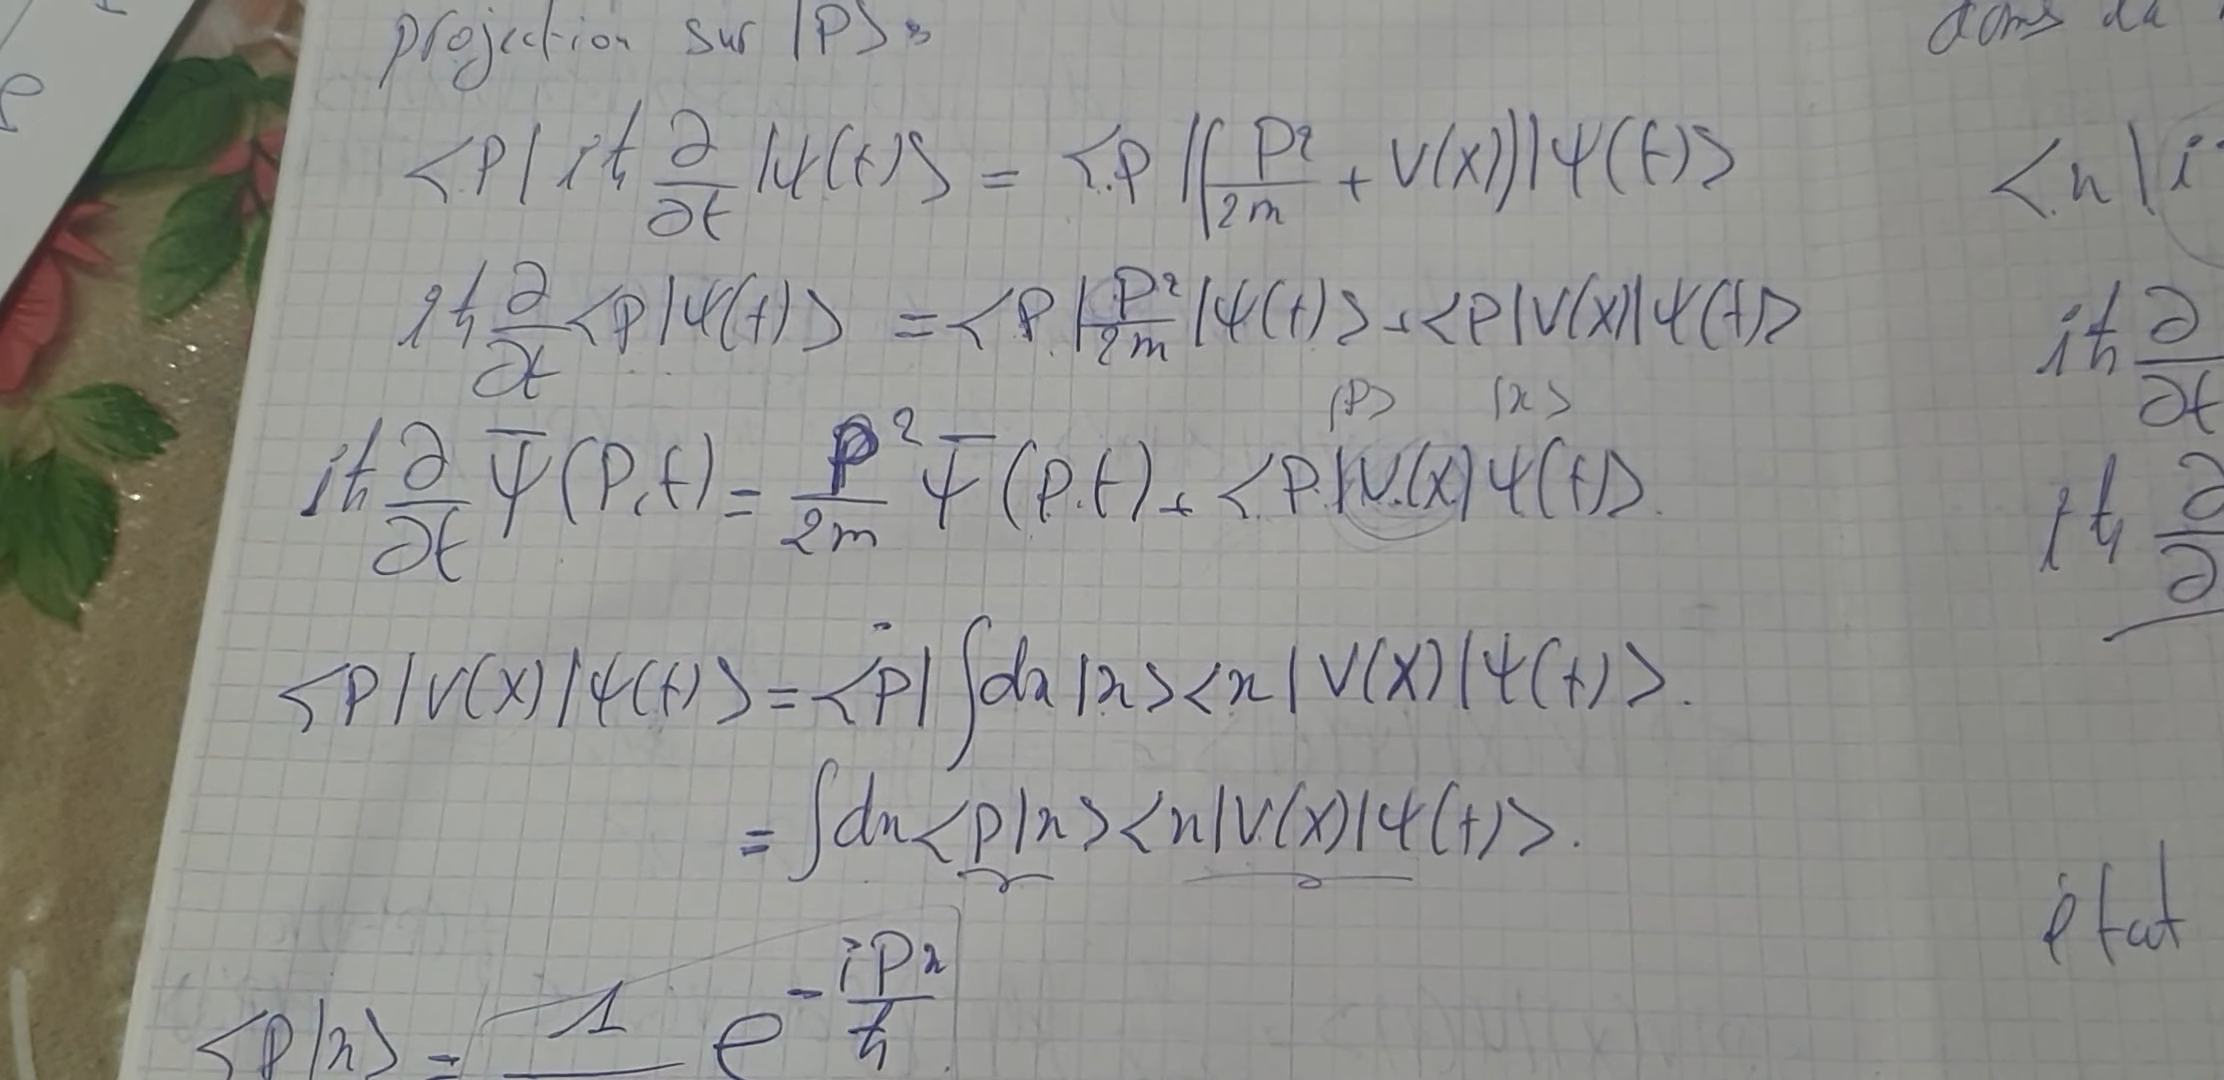 projection sur |P>:
<P| iħ ∂/∂t |ψ(t)> = <P|(P²/2m + V(X))|ψ(t)>
iħ ∂/∂t <P|ψ(t)> = <P|P²/2m|ψ(t)> + <P|V(X)|ψ(t)>
|P> |x>
iħ ∂/∂t ψ̄(P,t) = P²/2m ψ̄(P,t) + <P|V(X)|ψ(t)>.
<P|V(X)|ψ(t)> = <P| ∫dx |x><x|V(X)|ψ(t)>.
= ∫dx <P|x><x|V(X)|ψ(t)>.
<P|x> = 1/ e^(-iPx/ħ)
dans la
<x|i
iħ ∂/∂t
iħ ∂/∂
état